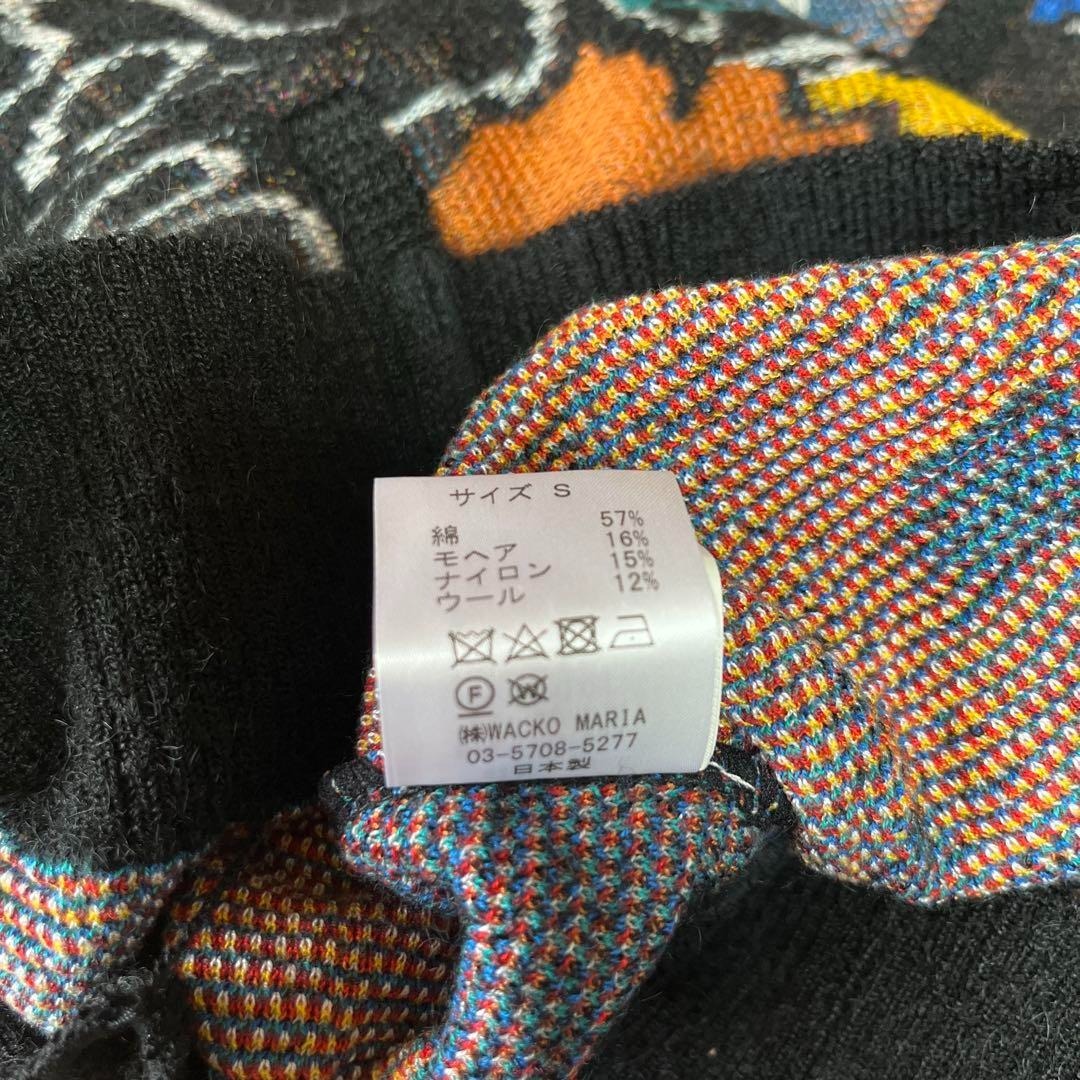 サイズ S
綿 57%
モヘア 16%
ナイロン 15%
ウール 12%
F W
㈱WACKO MARIA
03-5708-5277
日本製